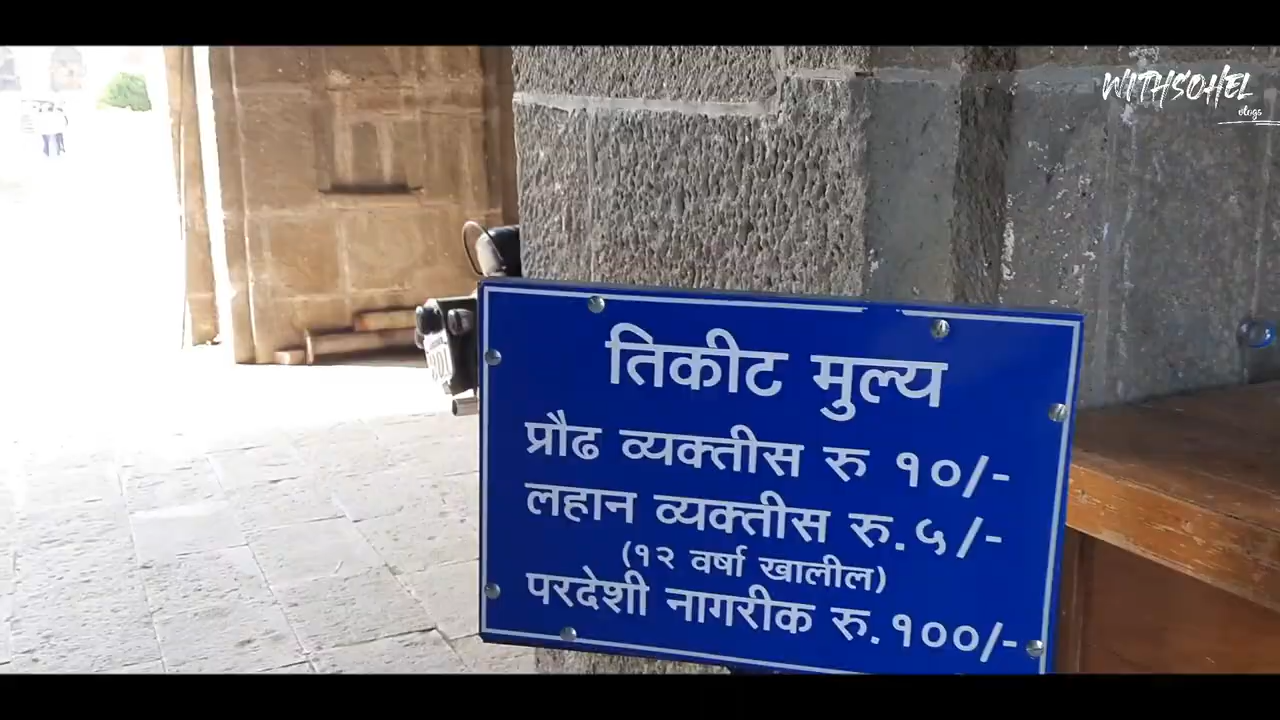 WITHSOHEL
vlogs
तिकीट मुल्य
प्रौढ व्यक्तीस रु १०/-
लहान व्यक्तीस रु.५/-
(१२ वर्षा खालील)
परदेशी नागरीक रु.१००/-